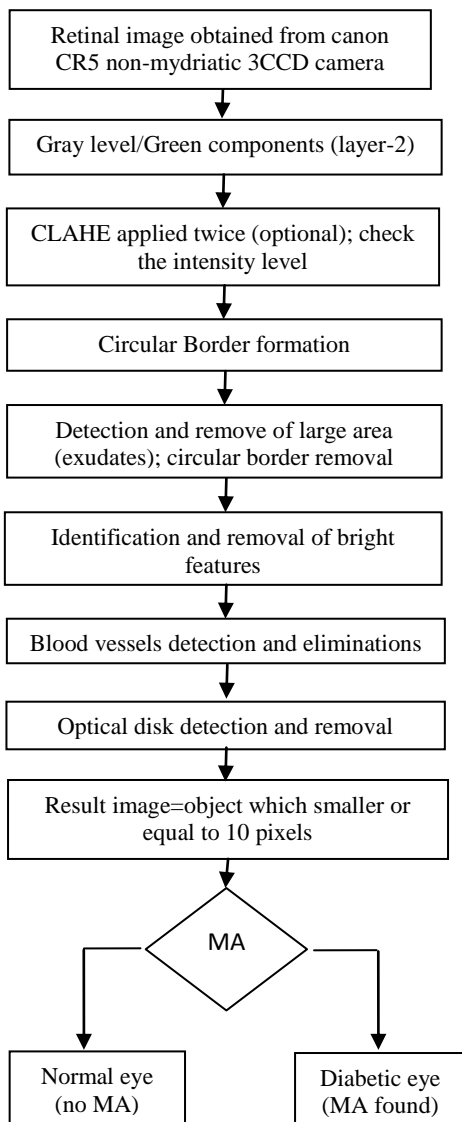 Retinal image obtained from canon
CR5 non-mydriatic 3CCD camera
Gray level/Green components (layer-2)
CLAHE applied twice (optional); check
the intensity level
Circular Border formation
Detection and remove of large area
(exudates); circular border removal
Identification and removal of bright
features
Blood vessels detection and eliminations
Optical disk detection and removal
Result image=object which smaller or
equal to 10 pixels
MA
Normal eye
(no MA)
Diabetic eye
(MA found)